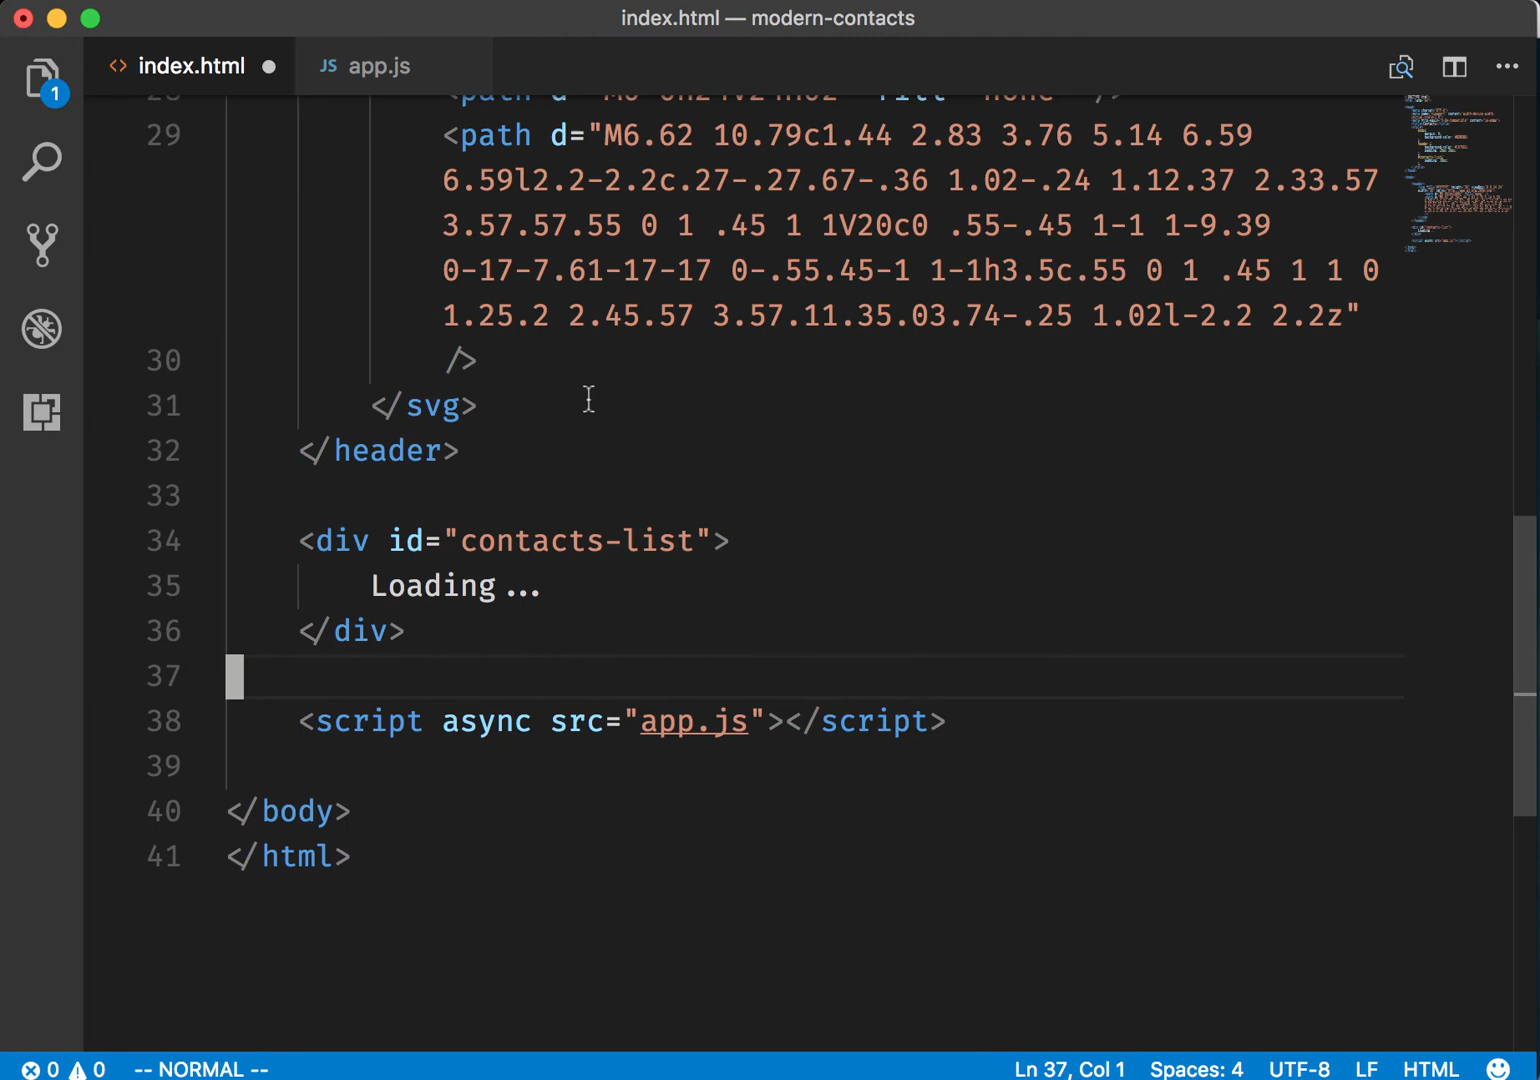 index.html — modern-contacts
<> index.html
JS app.js
1
29 <path d="M6.62 10.79c1.44 2.83 3.76 5.14 6.59
6.59l2.2-2.2c.27-.27.67-.36 1.02-.24 1.12.37 2.33.57
3.57.57.55 0 1 .45 1 1V20c0 .55-.45 1-1 1-9.39
0-17-7.61-17-17 0-.55.45-1 1-1h3.5c.55 0 1 .45 1 1 0
1.25.2 2.45.57 3.57.11.35.03.74-.25 1.02l-2.2 2.2z"
30 />
31 </svg>
32 </header>
33
34 <div id="contacts-list">
35 Loading...
36 </div>
37
38 <script async src="app.js"></script>
39
40 </body>
41 </html>
0 0 -- NORMAL -- Ln 37, Col 1 Spaces: 4 UTF-8 LF HTML